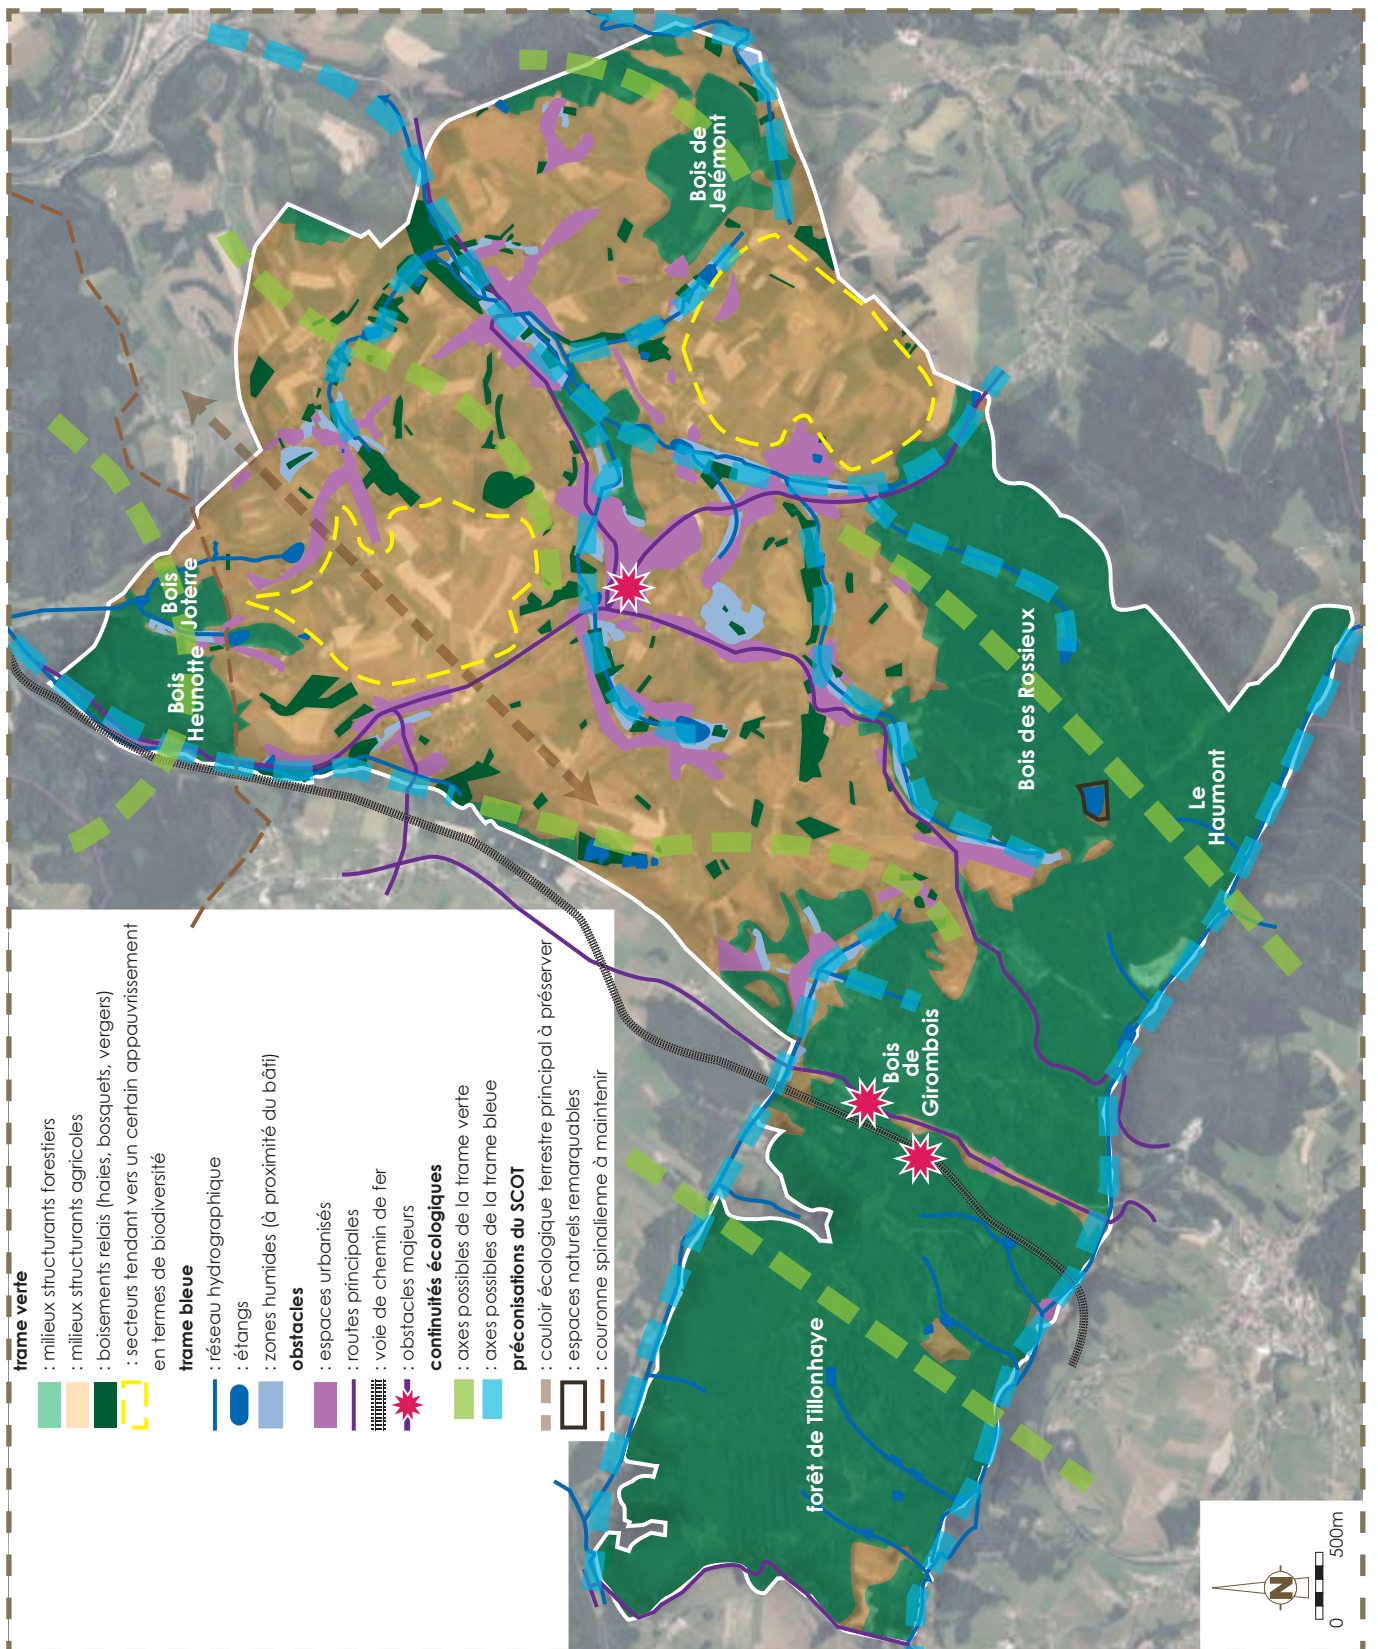 trame verte
: milieux structurants forestiers
: milieux structurants agricoles
: boisements relais (haies, bosquets, vergers)
: secteurs tendant vers un certain appauvrissement
en termes de biodiversité
trame bleue
: réseau hydrographique
: étangs
: zones humides (à proximité du bâti)
obstacles
: espaces urbanisés
: routes principales
: voie de chemin de fer
: obstacles majeurs
continuités écologiques
: axes possibles de la trame verte
: axes possibles de la trame bleue
préconisations du SCOT
: couloir écologique terrestre principal à préserver
: espaces naturels remarquables
: couronne spinalienne à maintenir
Bois
Heunotte
Bois
Joterre
Bois de
Jelémont
Bois des Rossieux
Le
Haumont
Bois
de
Girombois
forêt de Tillonhaye
N
0
500m